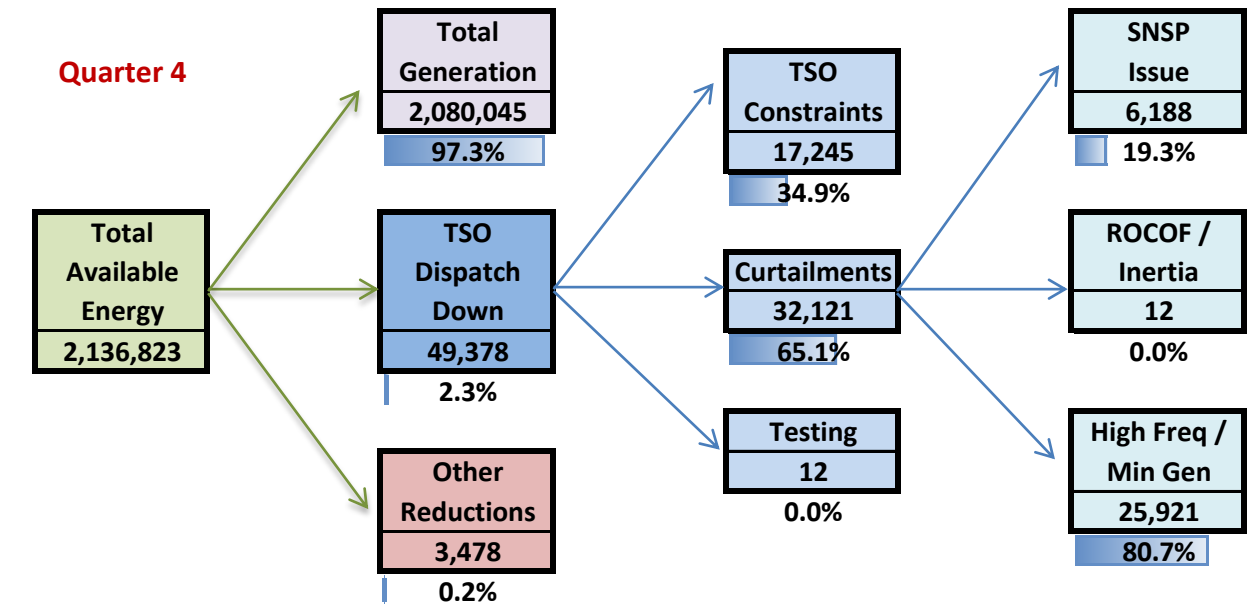 Quarter 4
Total
Available
Energy
2,136,823
Total
Generation
2,080,045
97.3%
TSO
Dispatch
Down
49,378
2.3%
Other
Reductions
3,478
0.2%
TSO
Constraints
17,245
34.9%
Curtailments
32,121
65.1%
Testing
12
0.0%
SNSP
Issue
6,188
19.3%
ROCOF /
Inertia
12
0.0%
High Freq /
Min Gen
25,921
80.7%